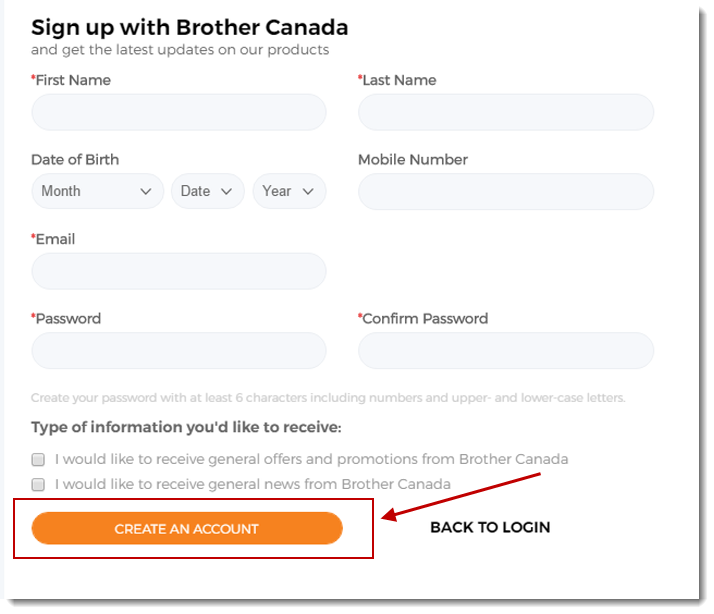 Sign up with Brother Canada
and get the latest updates on our products
*First Name *Last Name
Date of Birth Mobile Number
Month Date Year
*Email
*Password *Confirm Password
Create your password with at least 6 characters including numbers and upper- and lower-case letters.
Type of information you'd like to receive:
I would like to receive general offers and promotions from Brother Canada
I would like to receive general news from Brother Canada
CREATE AN ACCOUNT BACK TO LOGIN